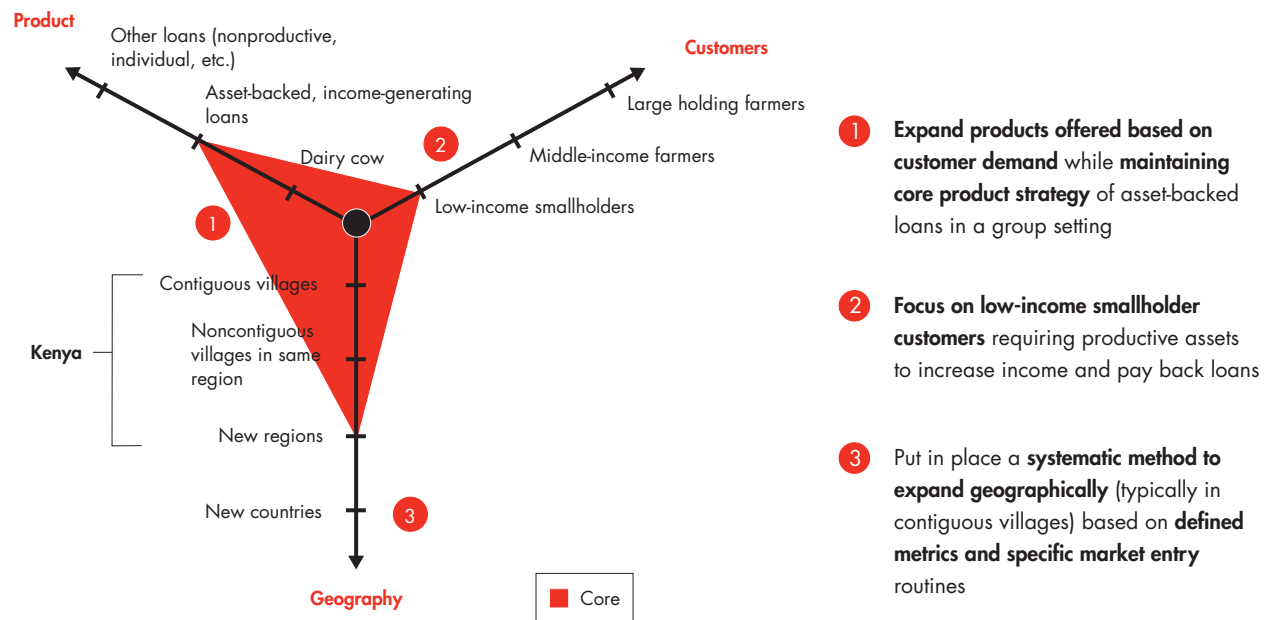 Product
Other loans (nonproductive,
individual, etc.)
Customers
Asset-backed, income-generating
loans
Large holding farmers
2
Dairy cow
Middle-income farmers
Low-income smallholders
1
Contiguous villages
Noncontiguous
villages in same
region
Kenya
New regions
New countries
3
Geography
Core
1
Expand products offered based on
customer demand while maintaining
core product strategy of asset-backed
loans in a group setting
2
Focus on low-income smallholder
customers requiring productive assets
to increase income and pay back loans
3
Put in place a systematic method to
expand geographically (typically in
contiguous villages) based on defined
metrics and specific market entry
routines